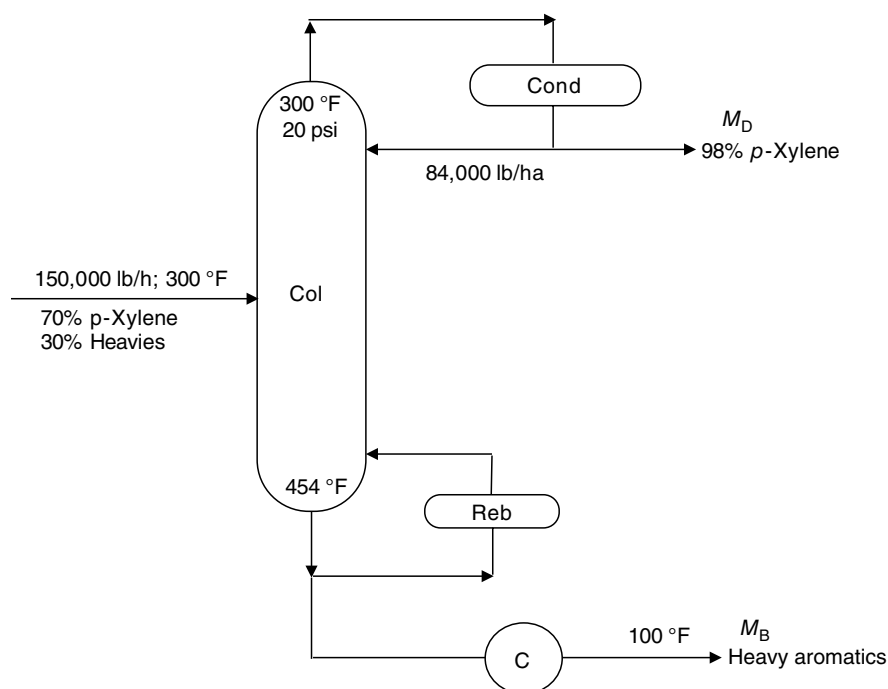 Cond
300 °F
20 psi
M_D
98% p-Xylene
84,000 lb/ha
150,000 lb/h; 300 °F
70% p-Xylene
30% Heavies
Col
454 °F
Reb
100 °F
M_B
Heavy aromatics
C